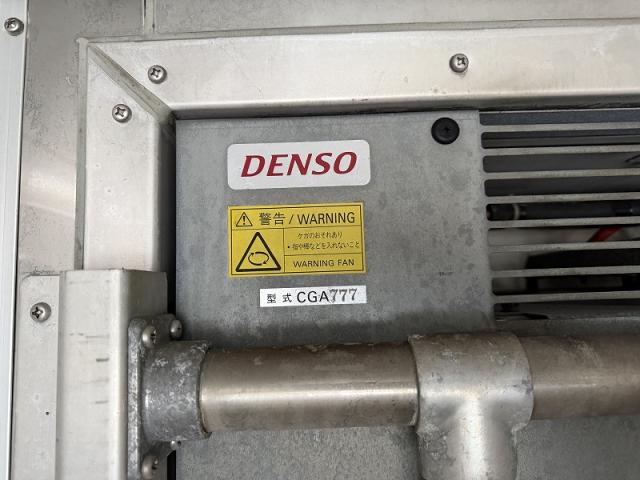 DENSO
警告/WARNING
ケガのおそれあり
・指や棒などを入れないこと
WARNING FAN
型式 CGA777